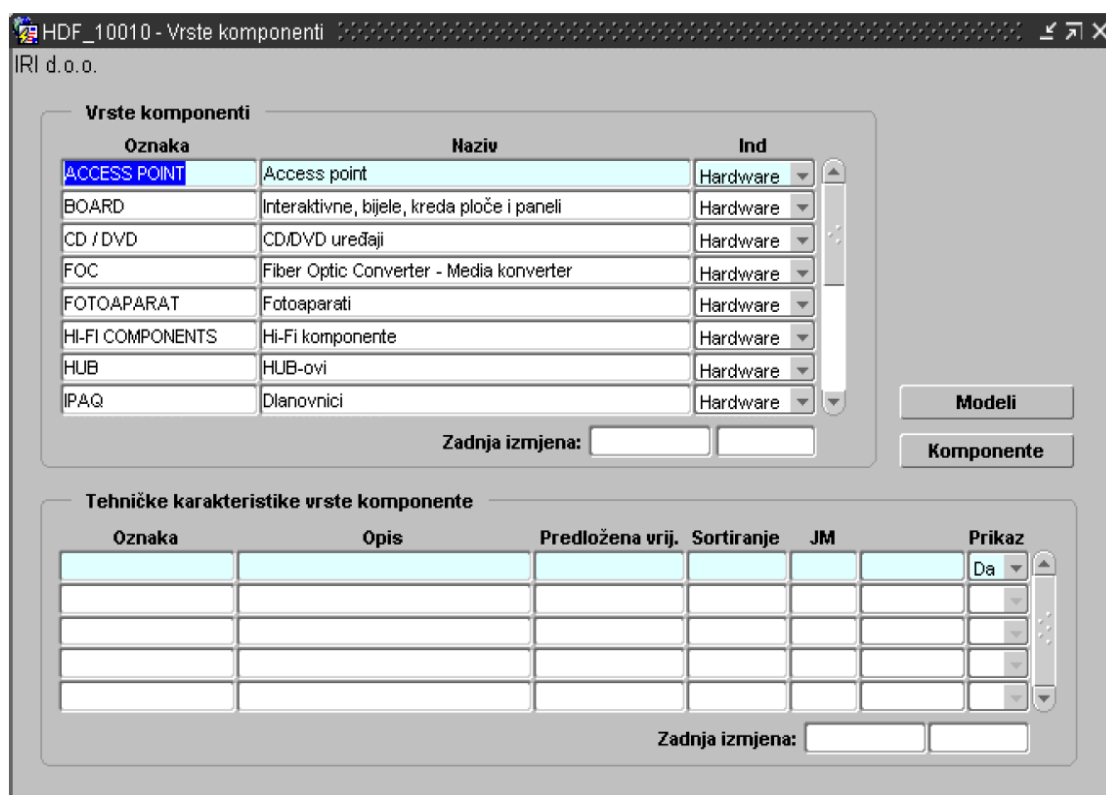 HDF_10010 - Vrste komponenti
IRI d.o.o.
Vrste komponenti
Oznaka Naziv Ind
ACCESS POINT Access point Hardware
BOARD Interaktivne, bijele, kreda ploče i paneli Hardware
CD / DVD CD/DVD uređaji Hardware
FOC Fiber Optic Converter - Media konverter Hardware
FOTOAPARAT Fotoaparati Hardware
HI-FI COMPONENTS Hi-Fi komponente Hardware
HUB HUB-ovi Hardware
IPAQ Dlanovnici Hardware
Modeli
Zadnja izmjena:
Komponente
Tehničke karakteristike vrste komponente
Oznaka Opis Predložena vrij. Sortiranje JM Prikaz
Da
Zadnja izmjena: